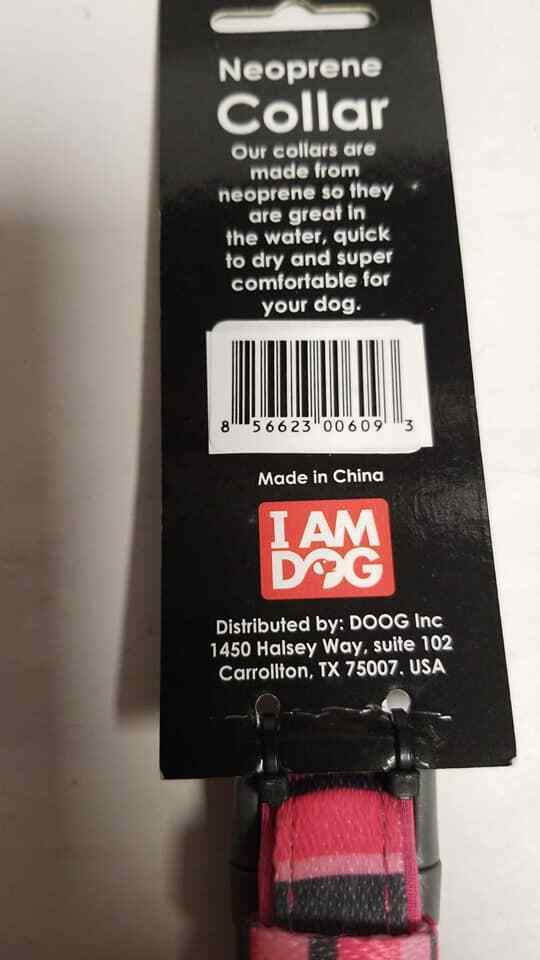 Neoprene
Collar
Our collars are
made from
neoprene so they
are great in
the water, quick
to dry and super
comfortable for
your dog.
8 56623 00609 3
Made in China
I AM
DOG
Distributed by: DOOG Inc
1450 Halsey Way, suite 102
Carrollton, TX 75007. USA